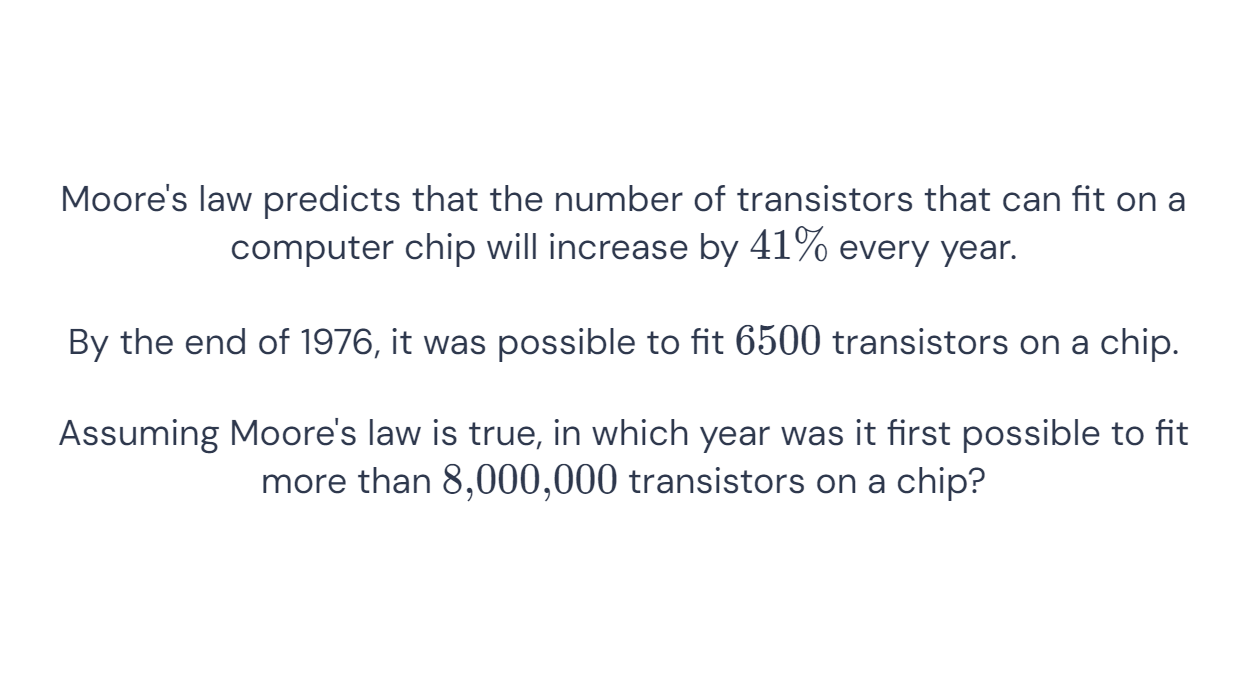 Moore's law predicts that the number of transistors that can fit on a
computer chip will increase by 41% every year.
By the end of 1976, it was possible to fit 6500 transistors on a chip.
Assuming Moore's law is true, in which year was it first possible to fit
more than 8,000,000 transistors on a chip?